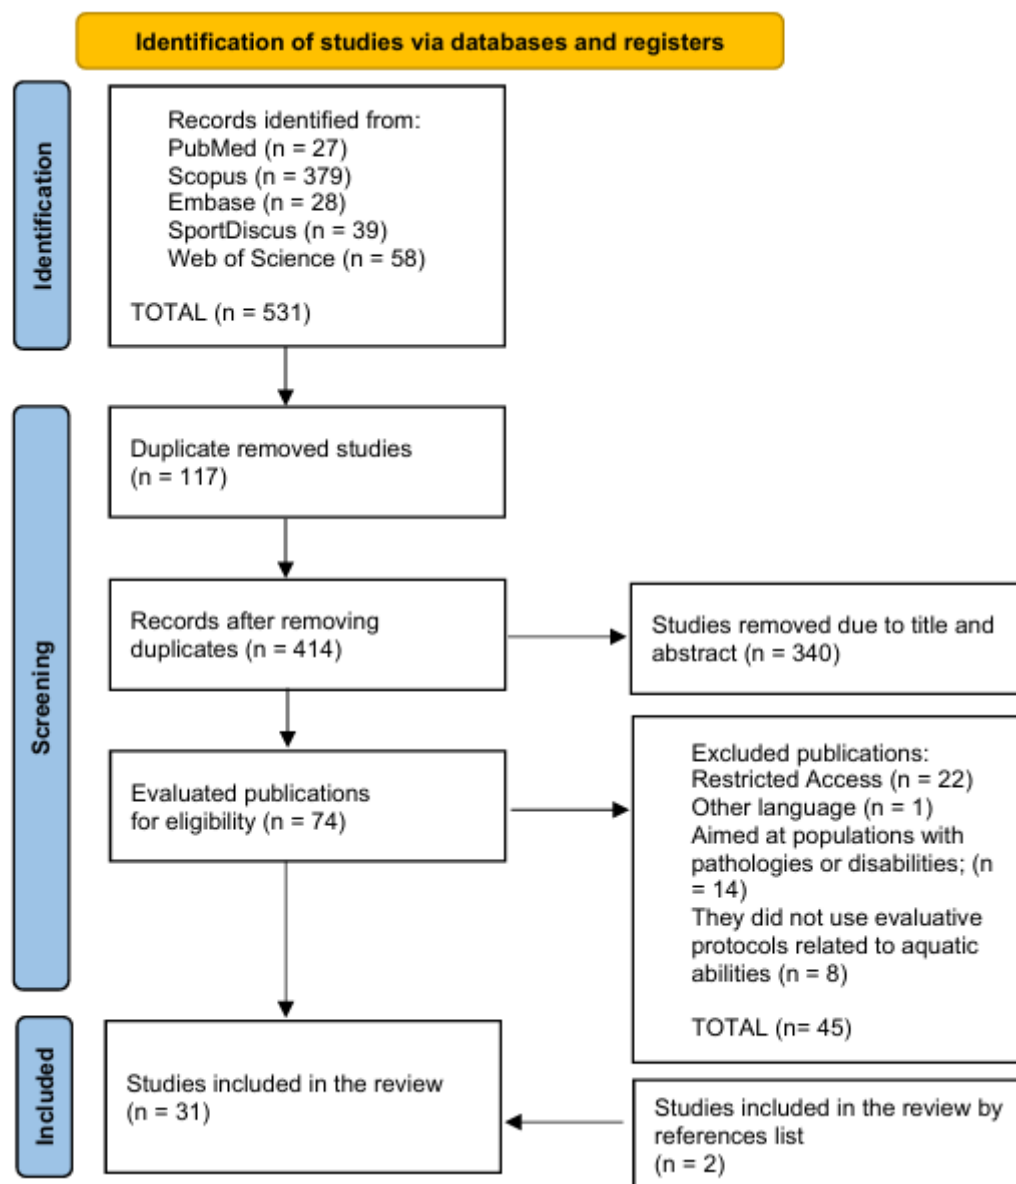 Identification of studies via databases and registers
Identification
Records identified from:
PubMed (n = 27)
Scopus (n = 379)
Embase (n = 28)
SportDiscus (n = 39)
Web of Science (n = 58)
TOTAL (n = 531)
Screening
Duplicate removed studies
(n = 117)
Records after removing
duplicates (n = 414)
Studies removed due to title and
abstract (n = 340)
Evaluated publications
for eligibility (n = 74)
Excluded publications:
Restricted Access (n = 22)
Other language (n = 1)
Aimed at populations with
pathologies or disabilities; (n
= 14)
They did not use evaluative
protocols related to aquatic
abilities (n = 8)
TOTAL (n= 45)
Included
Studies included in the review
(n = 31)
Studies included in the review by
references list
(n = 2)